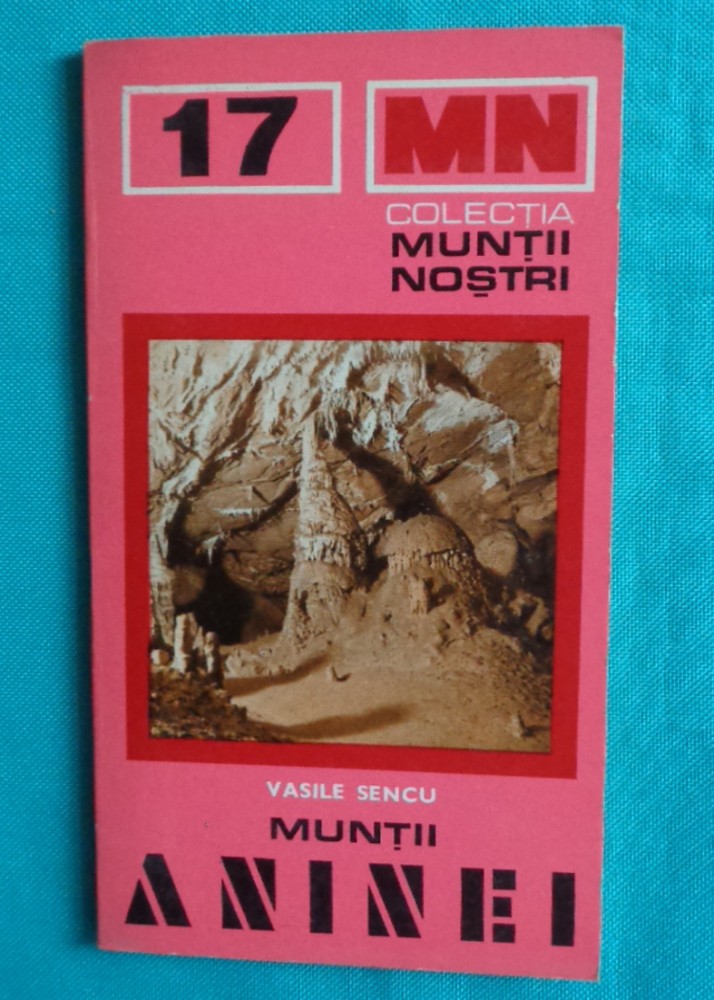 17
MN
COLECȚIA
MUNȚII
NOȘTRI
VASILE SENCU
MUNȚII
ANINEI